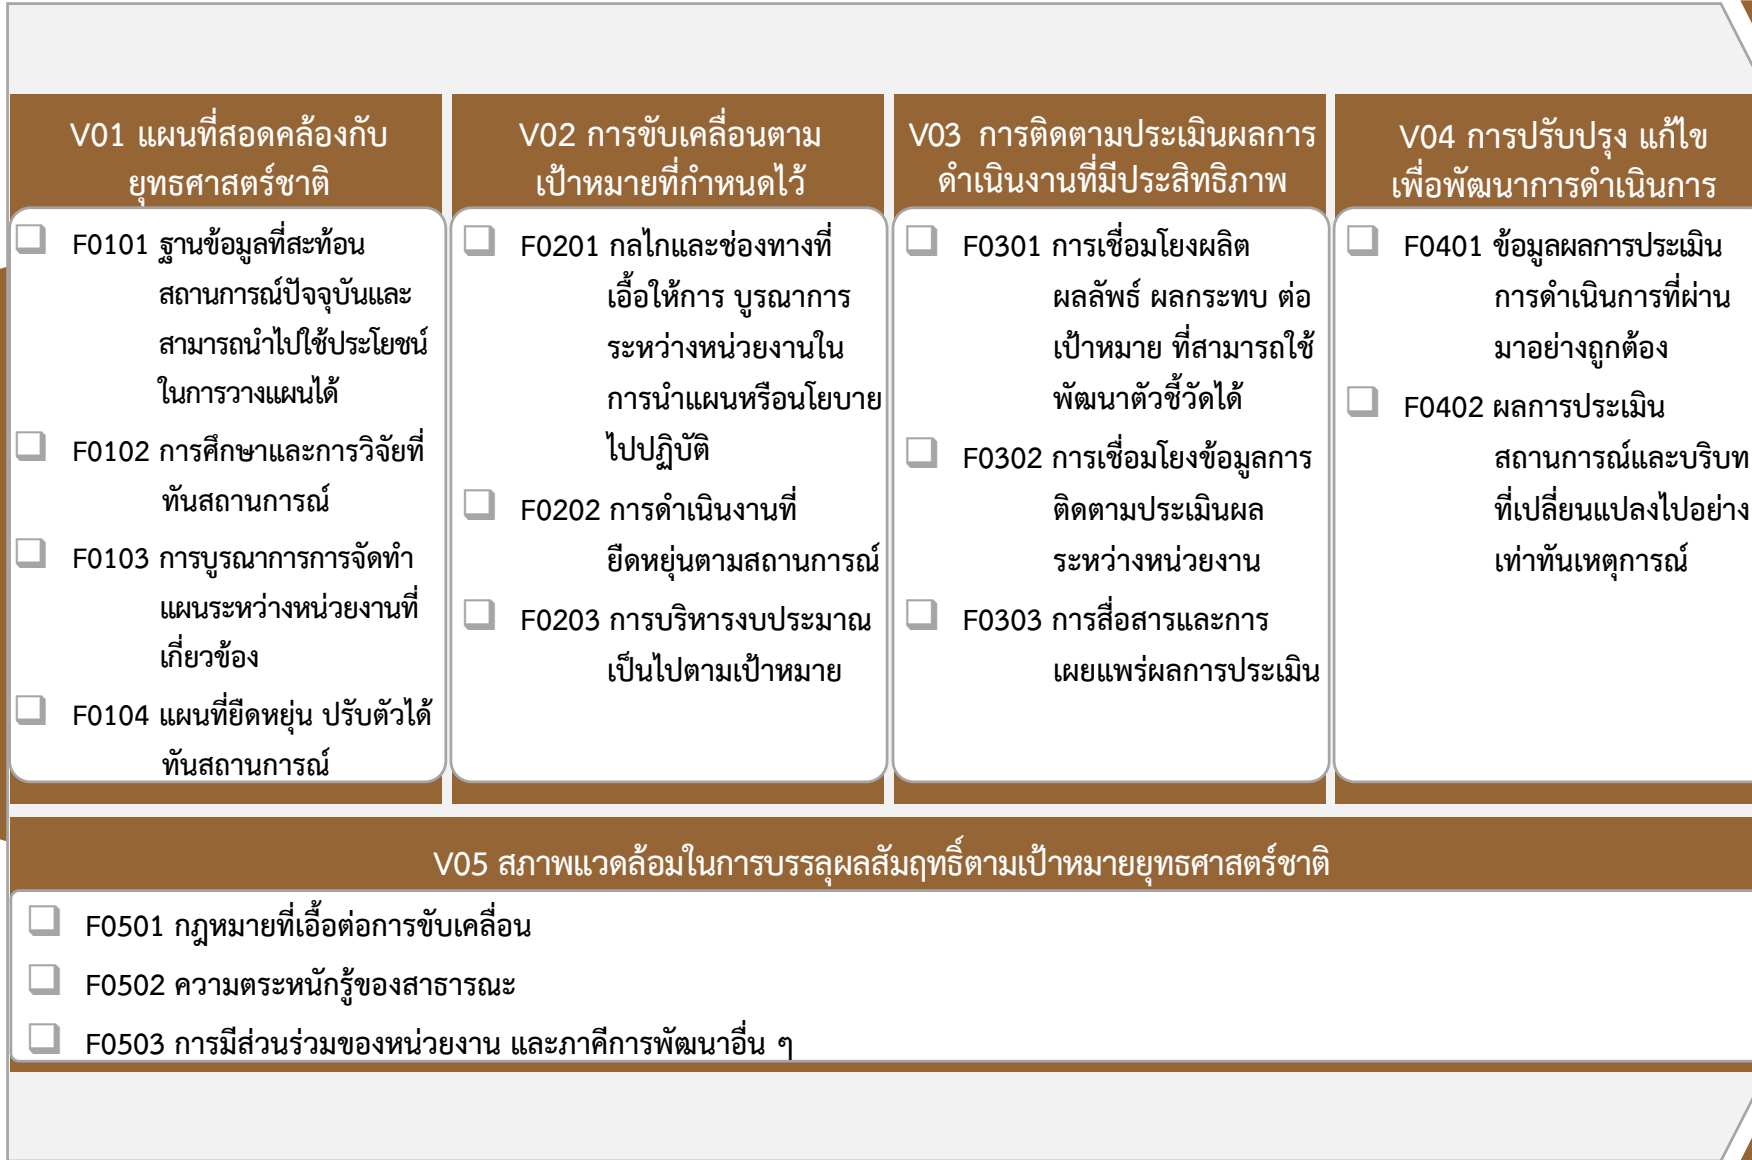 V01 แผนที่สอดคล้องกับ
ยุทธศาสตร์ชาติ
F0101 ฐานข้อมูลที่สะท้อน
สถานการณ์ปัจจุบันและ
สามารถนำไปใช้ประโยชน์
ในการวางแผนได้
F0102 การศึกษาและการวิจัยที่
ทันสถานการณ์
F0103 การบูรณาการการจัดทำ
แผนระหว่างหน่วยงานที่
เกี่ยวข้อง
F0104 แผนที่ยืดหยุ่น ปรับตัวได้
ทันสถานการณ์
V02 การขับเคลื่อนตาม
เป้าหมายที่กำหนดไว้
F0201 กลไกและช่องทางที่
เอื้อให้การ บูรณาการ
ระหว่างหน่วยงานใน
การนำแผนหรือนโยบาย
ไปปฏิบัติ
F0202 การดำเนินงานที่
ยืดหยุ่นตามสถานการณ์
F0203 การบริหารงบประมาณ
เป็นไปตามเป้าหมาย
V03 การติดตามประเมินผลการ
ดำเนินงานที่มีประสิทธิภาพ
F0301 การเชื่อมโยงผลิต
ผลลัพธ์ ผลกระทบ ต่อ
เป้าหมาย ที่สามารถใช้
พัฒนาตัวชี้วัดได้
F0302 การเชื่อมโยงข้อมูลการ
ติดตามประเมินผล
ระหว่างหน่วยงาน
F0303 การสื่อสารและการ
เผยแพร่ผลการประเมิน
V04 การปรับปรุง แก้ไข
เพื่อพัฒนาการดำเนินการ
F0401 ข้อมูลผลการประเมิน
การดำเนินการที่ผ่าน
มาอย่างถูกต้อง
F0402 ผลการประเมิน
สถานการณ์และบริบท
ที่เปลี่ยนแปลงไปอย่าง
เท่าทันเหตุการณ์
V05 สภาพแวดล้อมในการบรรลุผลสัมฤทธิ์ตามเป้าหมายยุทธศาสตร์ชาติ
F0501 กฎหมายที่เอื้อต่อการขับเคลื่อน
F0502 ความตระหนักรู้ของสาธารณะ
F0503 การมีส่วนร่วมของหน่วยงาน และภาคีการพัฒนาอื่น ๆ